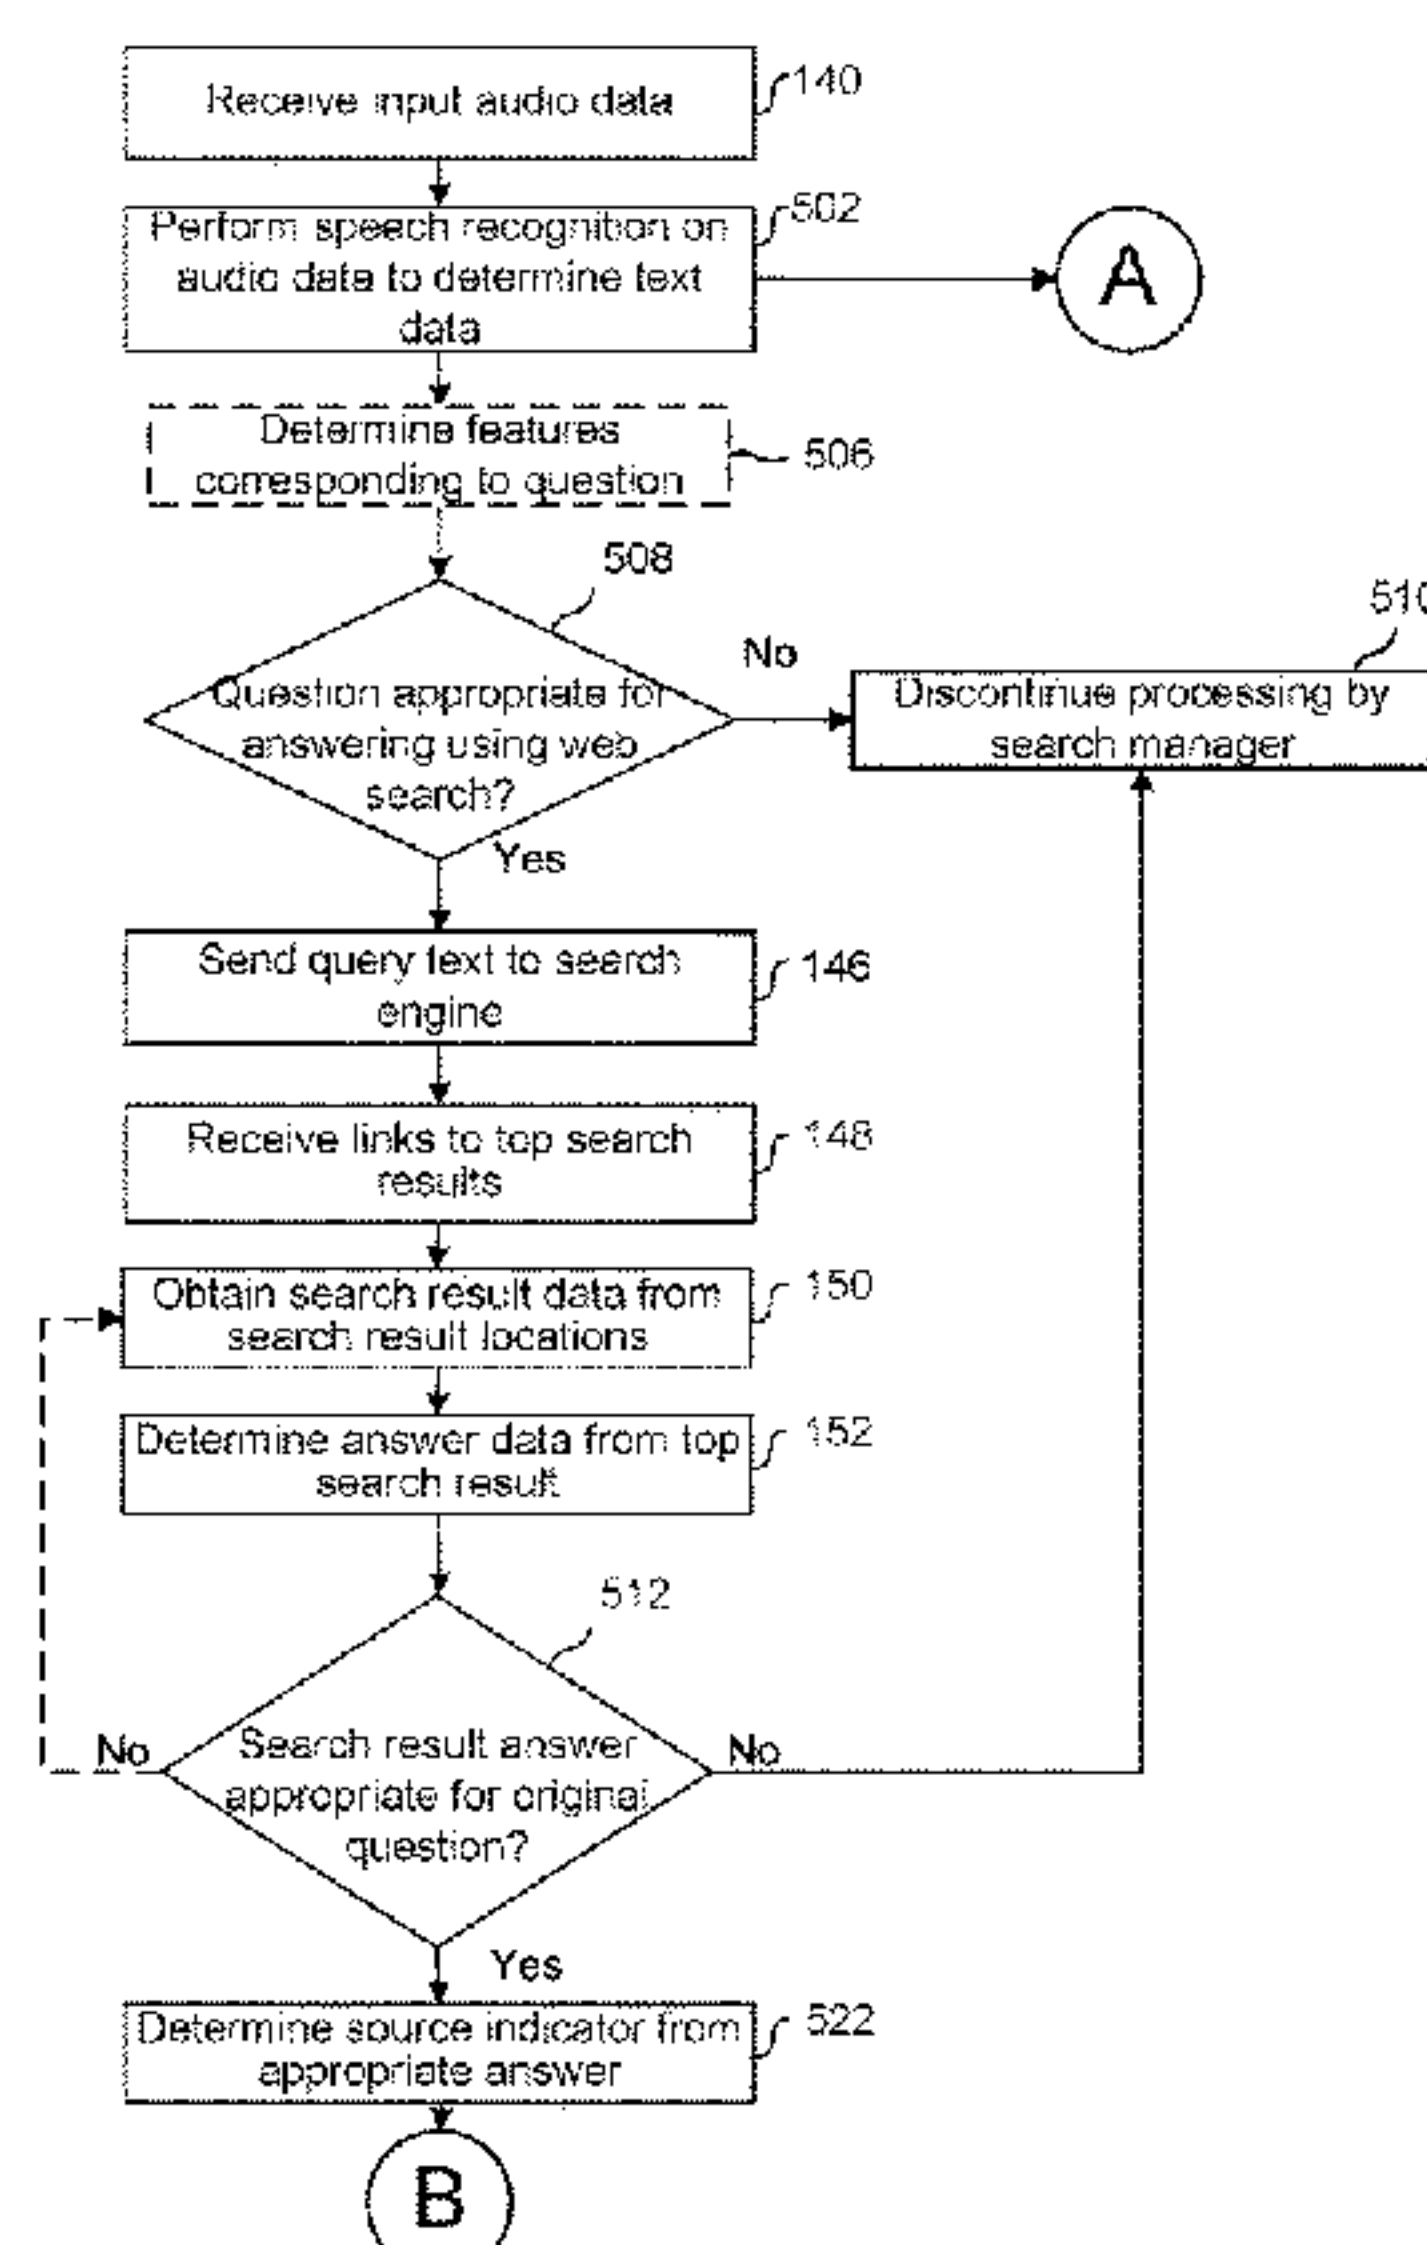 Receive input audio data
140
Perform speech recognition on
audio data to determine text
data
502
A
Determine features
corresponding to question
506
508
Question appropriate for
answering using web
search?
No
Yes
510
Discontinue processing by
search manager
Send query text to search
engine
146
Receive links to top search
results
148
Obtain search result data from
search result locations
150
Determine answer data from top
search result
152
512
Search result answer
appropriate for original
question?
No
No
Yes
Determine source indicator from
appropriate answer
522
B